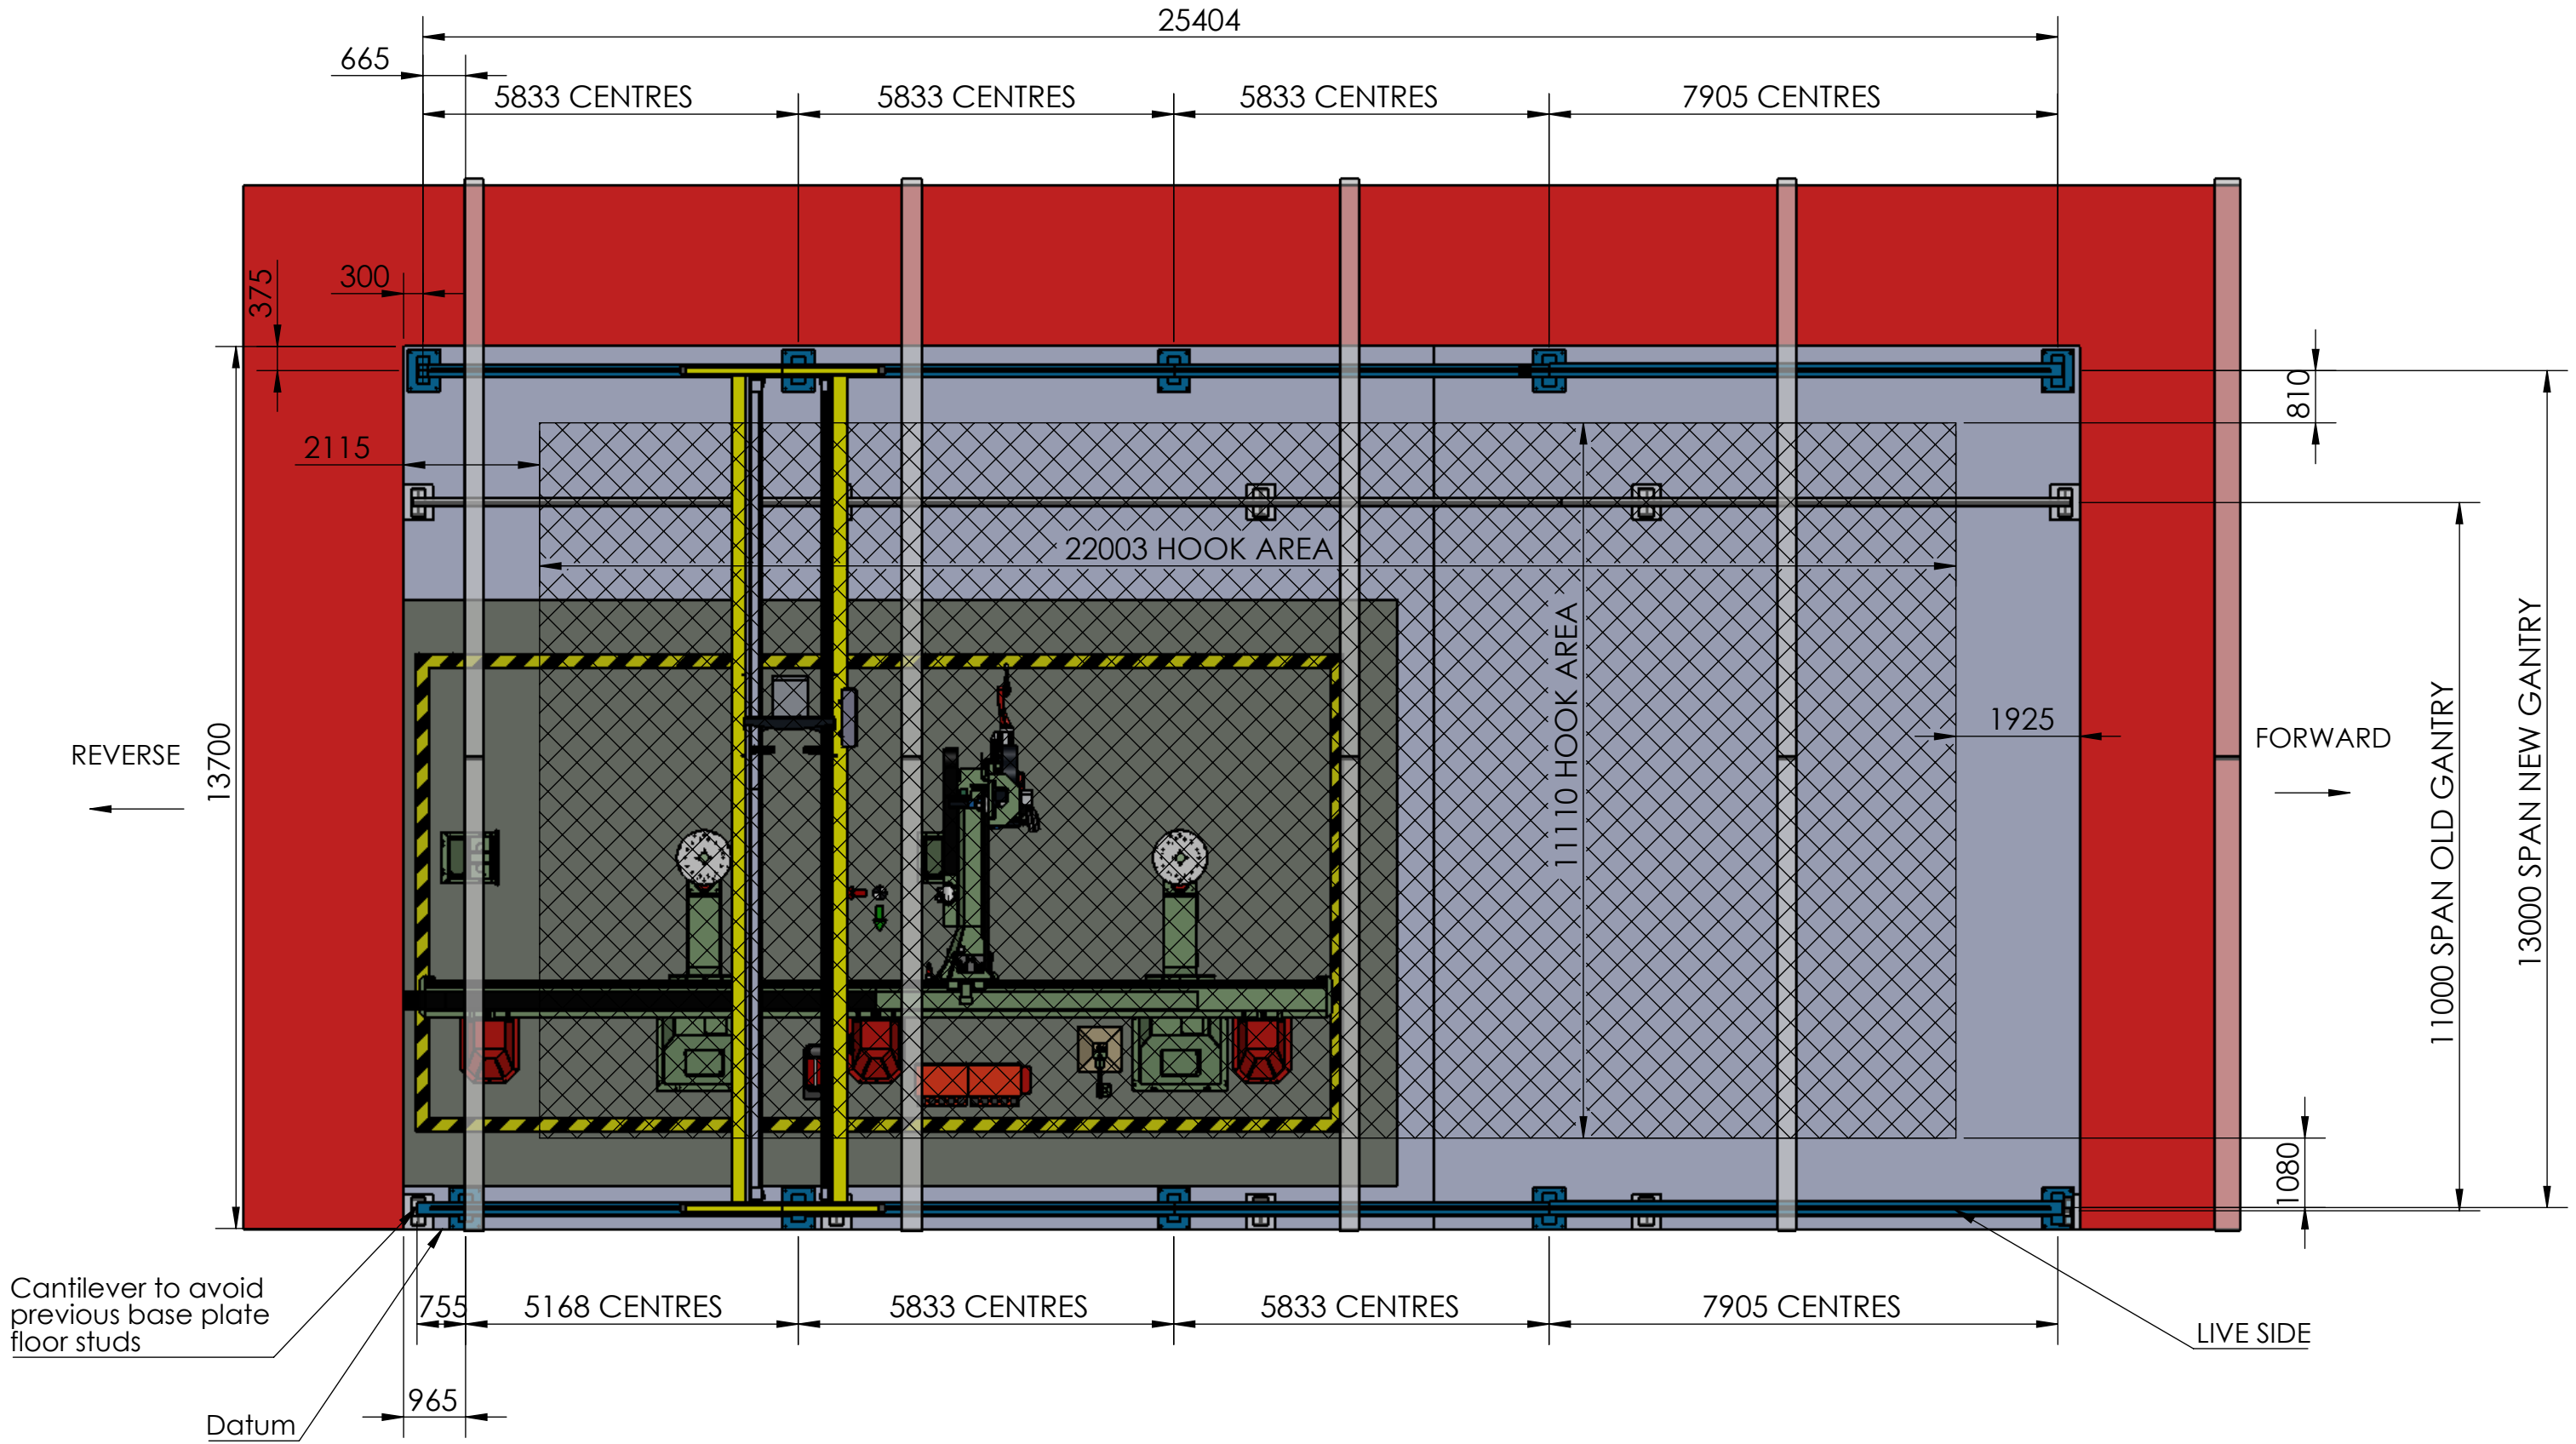 25404
665
5833 CENTRES
5833 CENTRES
5833 CENTRES
7905 CENTRES
375
300
810
2115
22003 HOOK AREA
11110 HOOK AREA
1925
REVERSE
FORWARD
13700
11000 SPAN OLD GANTRY
13000 SPAN NEW GANTRY
1080
Cantilever to avoid
previous base plate
floor studs
755
5168 CENTRES
5833 CENTRES
5833 CENTRES
7905 CENTRES
LIVE SIDE
965
Datum